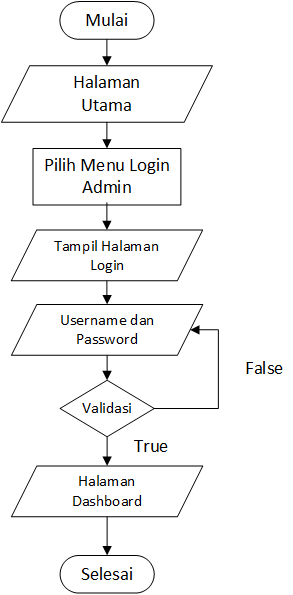 Mulai
Halaman
Utama
Pilih Menu Login
Admin
Tampil Halaman
Login
Username dan
Password
False
Validasi
True
Halaman
Dashboard
Selesai